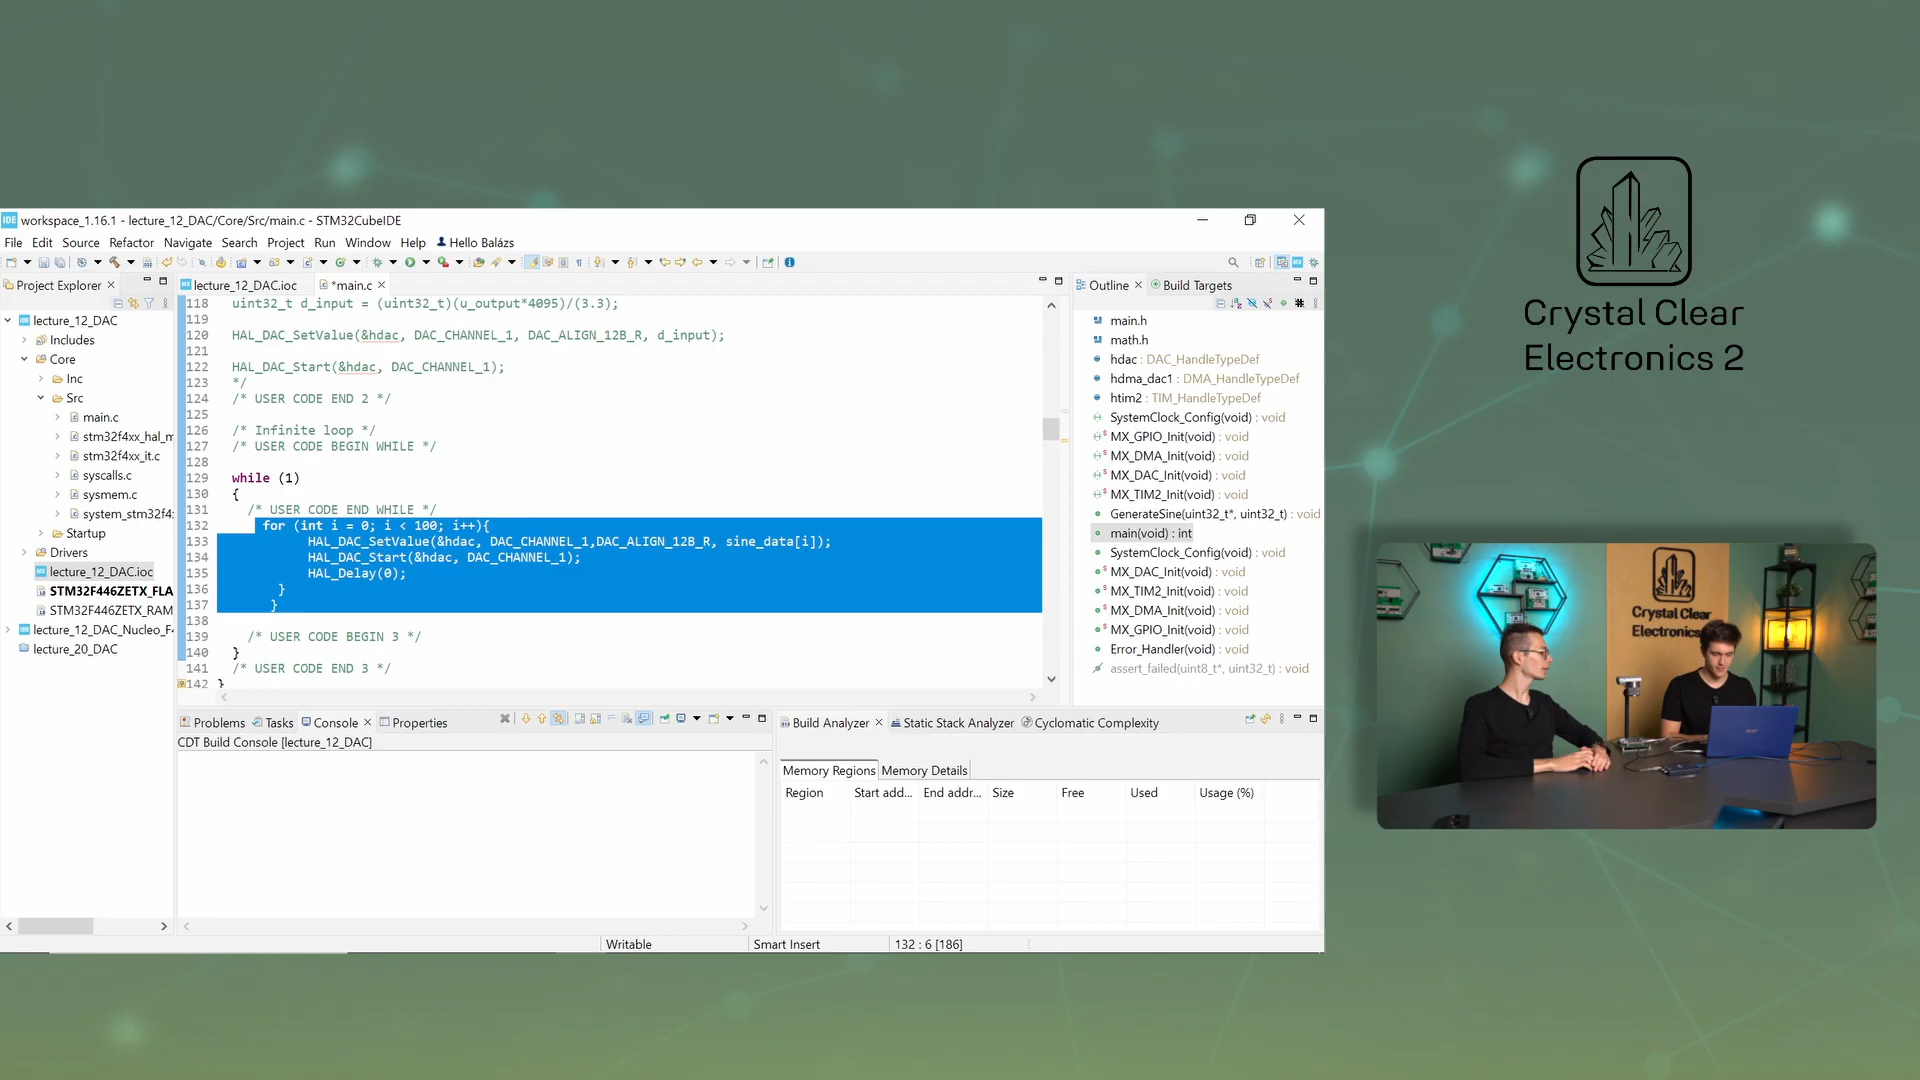 IDE workspace_1.16.1 - lecture_12_DAC/Core/Src/main.c - STM32CubeIDE
File Edit Source Refactor Navigate Search Project Run Window Help Hello Balázs
Project Explorer
lecture_12_DAC
Includes
Core
Inc
Src
main.c
stm32f4xx_hal_m
stm32f4xx_it.c
syscalls.c
sysmem.c
system_stm32f4:
Startup
Drivers
lecture_12_DAC.ioc
STM32F446ZETX_FLA
STM32F446ZETX_RAM
lecture_12_DAC_Nucleo_F4
lecture_20_DAC
lecture_12_DAC.ioc *main.c
118 uint32_t d_input = (uint32_t)(u_output*4095)/(3.3);
119
120 HAL_DAC_SetValue(&hdac, DAC_CHANNEL_1, DAC_ALIGN_12B_R, d_input);
121
122 HAL_DAC_Start(&hdac, DAC_CHANNEL_1);
123 */
124 /* USER CODE END 2 */
125
126 /* Infinite loop */
127 /* USER CODE BEGIN WHILE */
128
129 while (1)
130 {
131 /* USER CODE END WHILE */
132 for (int i = 0; i < 100; i++){
133 HAL_DAC_SetValue(&hdac, DAC_CHANNEL_1,DAC_ALIGN_12B_R, sine_data[i]);
134 HAL_DAC_Start(&hdac, DAC_CHANNEL_1);
135 HAL_Delay(0);
136 }
137 }
138
139 /* USER CODE BEGIN 3 */
140 }
141 /* USER CODE END 3 */
142 }
Outline Build Targets
main.h
math.h
hdac : DAC_HandleTypeDef
hdma_dac1 : DMA_HandleTypeDef
htim2 : TIM_HandleTypeDef
SystemClock_Config(void) : void
MX_GPIO_Init(void) : void
MX_DMA_Init(void) : void
MX_DAC_Init(void) : void
MX_TIM2_Init(void) : void
GenerateSine(uint32_t*, uint32_t) : void
main(void) : int
SystemClock_Config(void) : void
MX_DAC_Init(void) : void
MX_TIM2_Init(void) : void
MX_DMA_Init(void) : void
MX_GPIO_Init(void) : void
Error_Handler(void) : void
assert_failed(uint8_t*, uint32_t) : void
Problems Tasks Console Properties
CDT Build Console [lecture_12_DAC]
Build Analyzer Static Stack Analyzer Cyclomatic Complexity
Memory Regions Memory Details
Region Start add... End addr... Size Free Used Usage (%)
Writable Smart Insert 132 : 6 [186]
Crystal Clear
Electronics 2
Crystal Clear
Electronics